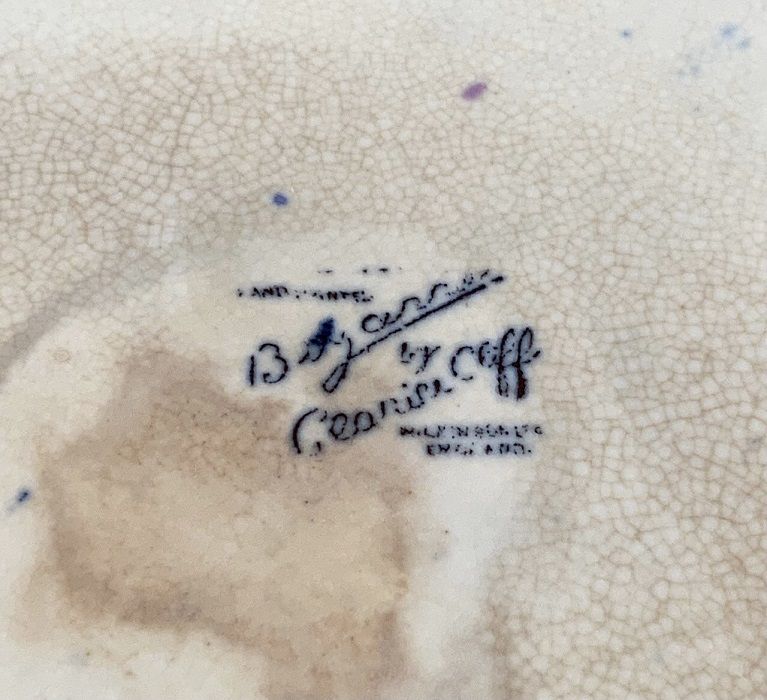 HAND PAINTED
Bizarre
by
Clarice Cliff
WILKINSON LTD
ENGLAND.